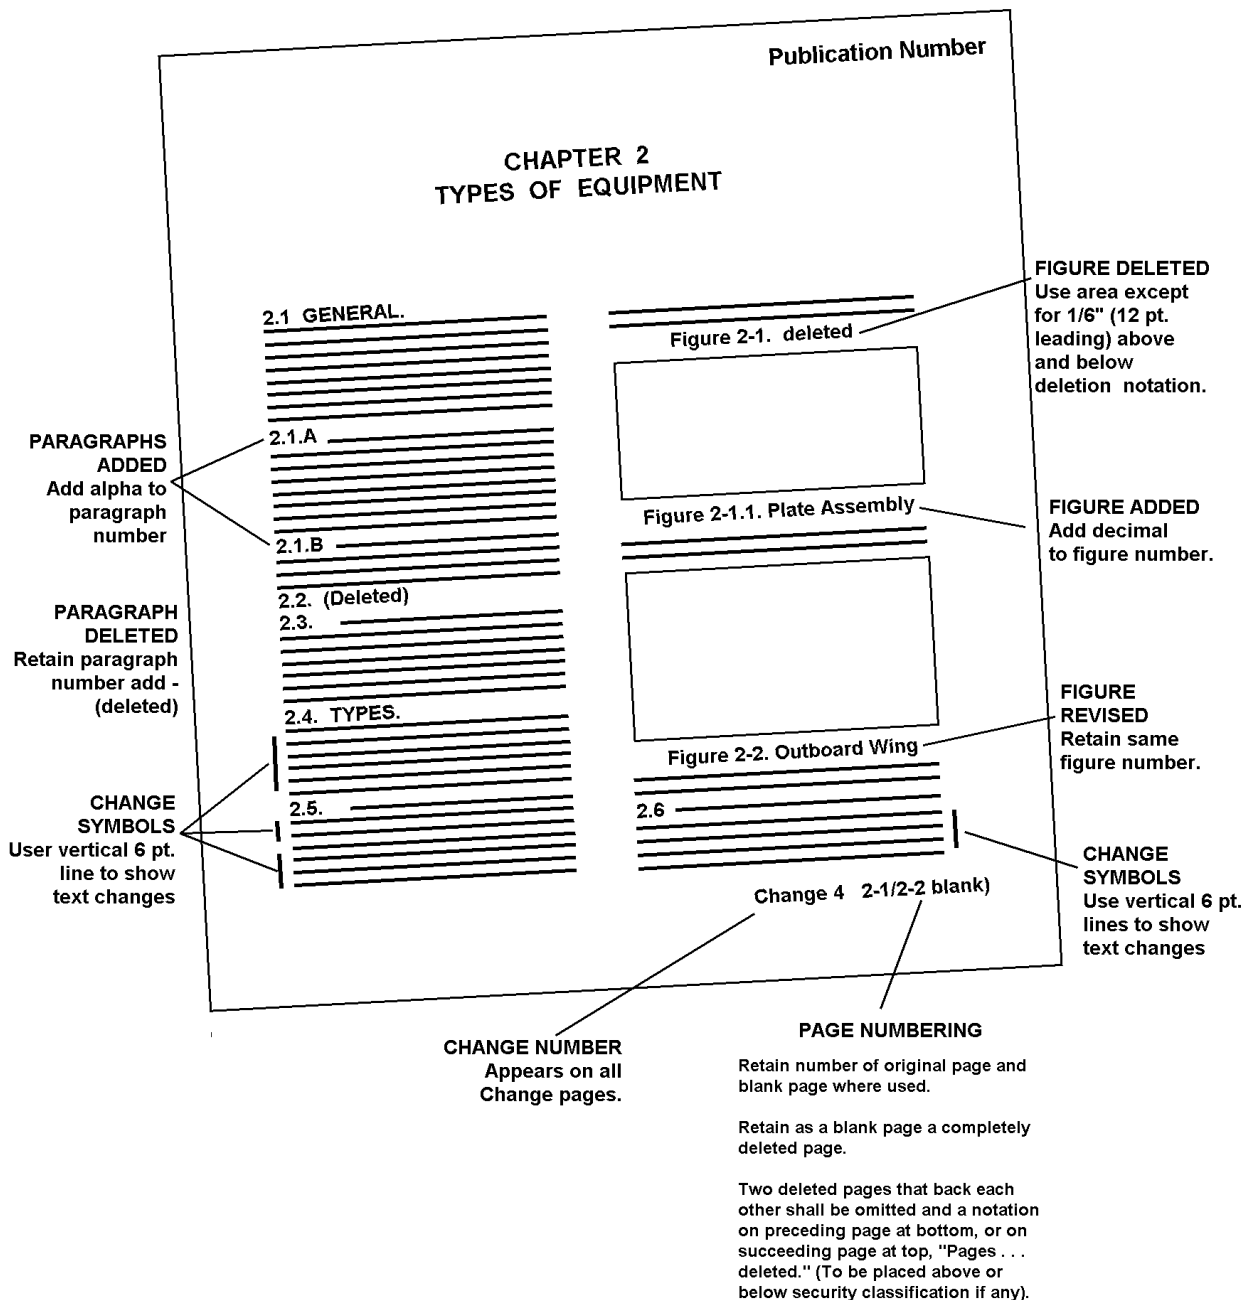 Publication Number
CHAPTER 2
TYPES OF EQUIPMENT
2.1 GENERAL.
2.1.A
2.1.B
2.2. (Deleted)
2.3.
2.4. TYPES.
2.5.
Figure 2-1. deleted
Figure 2-1.1. Plate Assembly
Figure 2-2. Outboard Wing
2.6
Change 4 2-1/2-2 blank)
PARAGRAPHS
ADDED
Add alpha to
paragraph
number
PARAGRAPH
DELETED
Retain paragraph
number add -
(deleted)
CHANGE
SYMBOLS
User vertical 6 pt.
line to show
text changes
FIGURE DELETED
Use area except
for 1/6" (12 pt.
leading) above
and below
deletion notation.
FIGURE ADDED
Add decimal
to figure number.
FIGURE
REVISED
Retain same
figure number.
CHANGE
SYMBOLS
Use vertical 6 pt.
lines to show
text changes
CHANGE NUMBER
Appears on all
Change pages.
PAGE NUMBERING
Retain number of original page and
blank page where used.
Retain as a blank page a completely
deleted page.
Two deleted pages that back each
other shall be omitted and a notation
on preceding page at bottom, or on
succeeding page at top, "Pages . . .
deleted." (To be placed above or
below security classification if any).